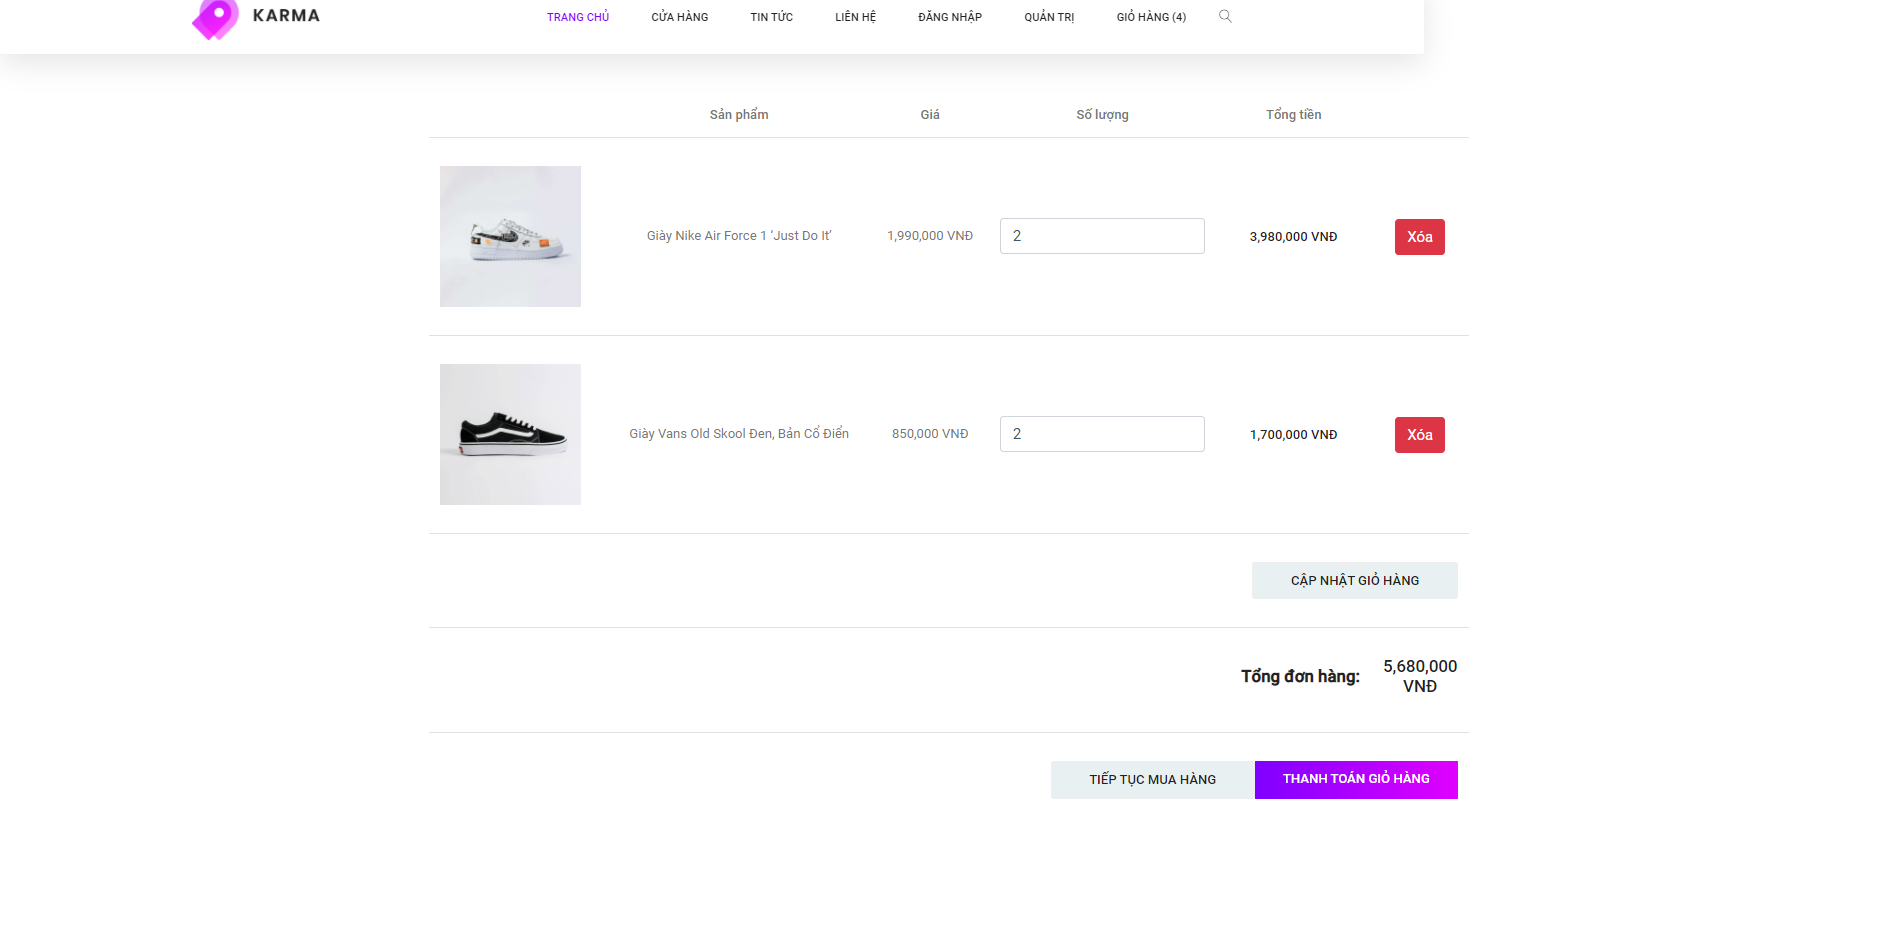 KARMA
TRANG CHỦ CỬA HÀNG TIN TỨC LIÊN HỆ ĐĂNG NHẬP QUẢN TRỊ GIỎ HÀNG (4)
Sản phẩm Giá Số lượng Tổng tiền
Giày Nike Air Force 1 ‘Just Do It’ 1,990,000 VNĐ 2 3,980,000 VNĐ Xóa
Giày Vans Old Skool Đen, Bản Cổ Điển 850,000 VNĐ 2 1,700,000 VNĐ Xóa
CẬP NHẬT GIỎ HÀNG
Tổng đơn hàng: 5,680,000
VNĐ
TIẾP TỤC MUA HÀNG THANH TOÁN GIỎ HÀNG